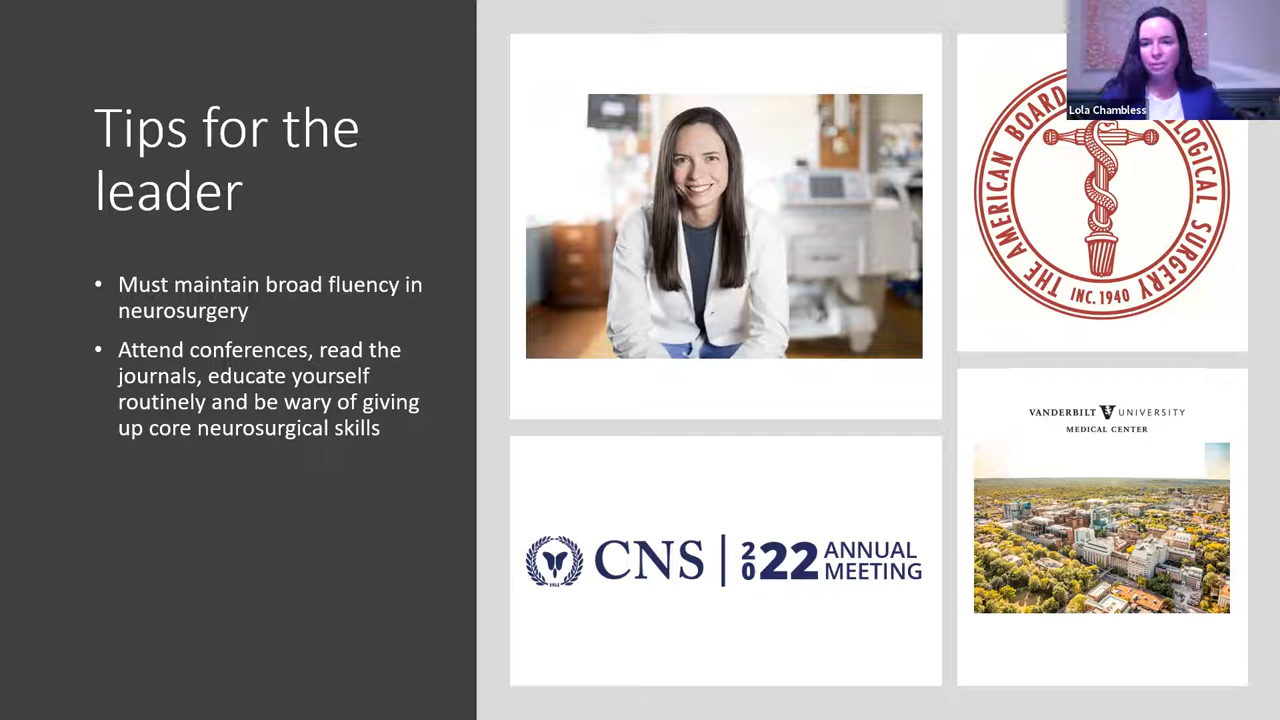 Tips for the
leader
• Must maintain broad fluency in
neurosurgery
• Attend conferences, read the
journals, educate yourself
routinely and be wary of giving
up core neurosurgical skills
CNS 2022 ANNUAL
MEETING
Lola Chambless
THE AMERICAN BOARD OLOGICAL SURGERY
INC. 1940
VANDERBILT V UNIVERSITY
MEDICAL CENTER